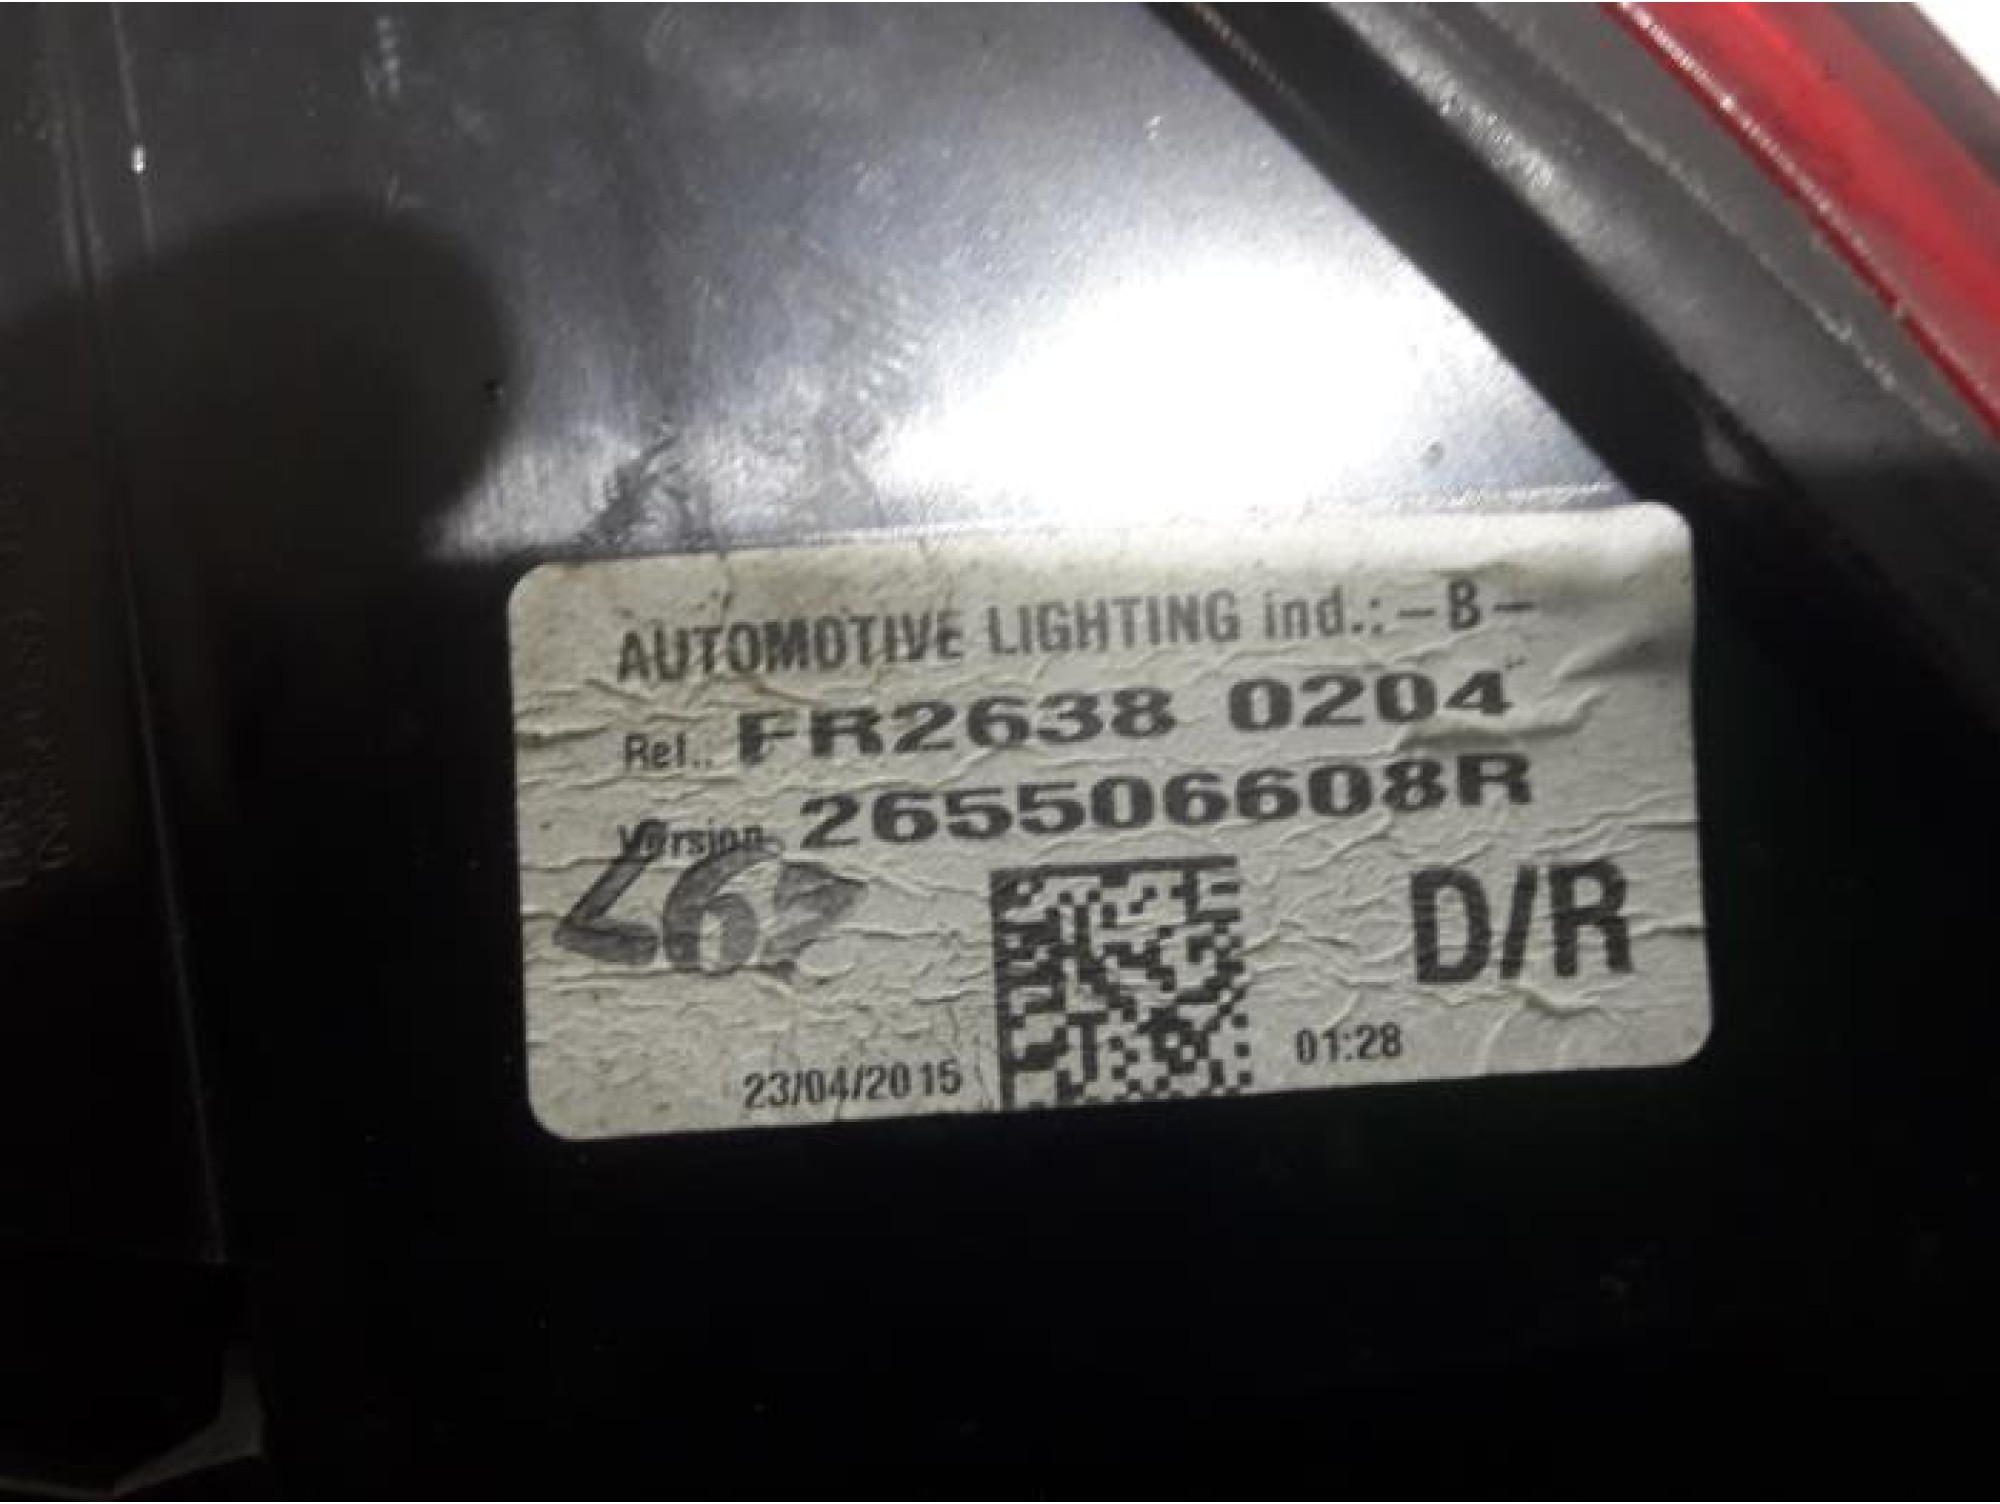 AUTOMOTIVE LIGHTING ind.: -B-
Ref.: FR2638 0204
Version 265506608R
D/R
23/04/2015
01:28